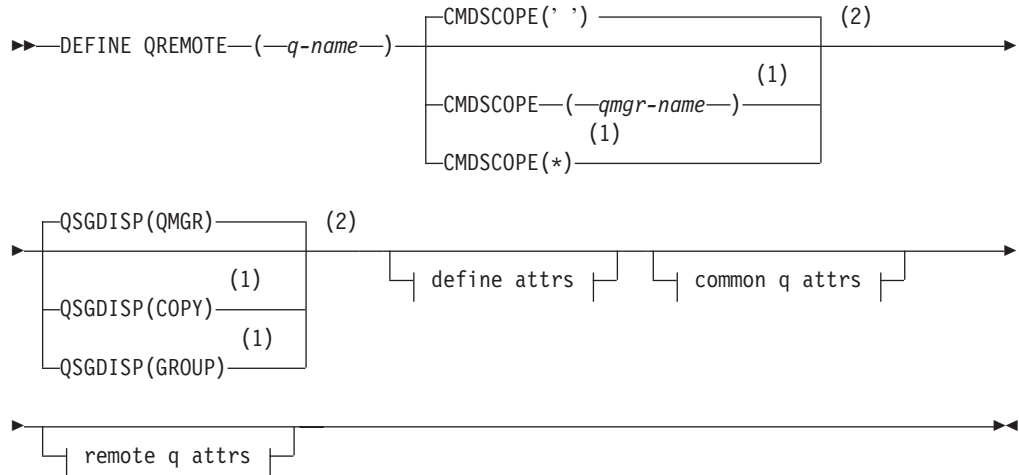 CMDSCOPE(' ') (2)
DEFINE QREMOTE ( q-name )
(1)
CMDSCOPE ( qmgr-name )
(1)
CMDSCOPE(*)
QSGDISP(QMGR) (2)
define attrs common q attrs
(1)
QSGDISP(COPY)
(1)
QSGDISP(GROUP)
remote q attrs